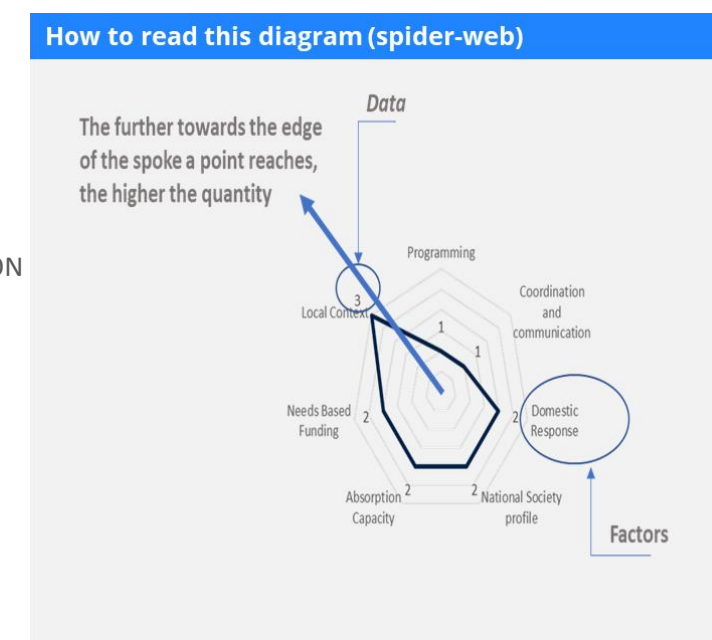 How to read this diagram (spider-web)
Data
The further towards the edge
of the spoke a point reaches,
the higher the quantity
ON
Programming
3
Local Context
Coordination
and
communication
1
1
Needs Based
Funding
2
2
Domestic
Response
Absorption
Capacity
2
2
National Society
profile
Factors